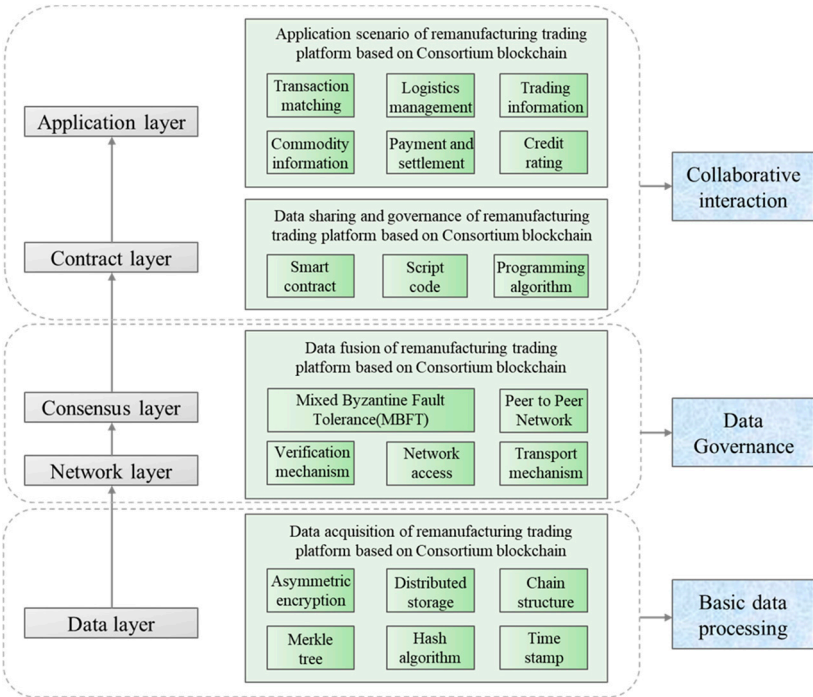 Application scenario of remanufacturing trading
platform based on Consortium blockchain
Transaction
matching
Logistics
management
Trading
information
Application layer
Commodity
information
Payment and
settlement
Credit
rating
Collaborative
interaction
Data sharing and governance of remanufacturing
trading platform based on Consortium blockchain
Contract layer
Smart
contract
Script
code
Programming
algorithm
Data fusion of remanufacturing trading
platform based on Consortium blockchain
Consensus layer
Mixed Byzantine Fault
Tolerance(MBFT)
Peer to Peer
Network
Data
Governance
Network layer
Verification
mechanism
Network
access
Transport
mechanism
Data acquisition of remanufacturing trading
platform based on Consortium blockchain
Asymmetric
encryption
Distributed
storage
Chain
structure
Data layer
Merkle
tree
Hash
algorithm
Time
stamp
Basic data
processing